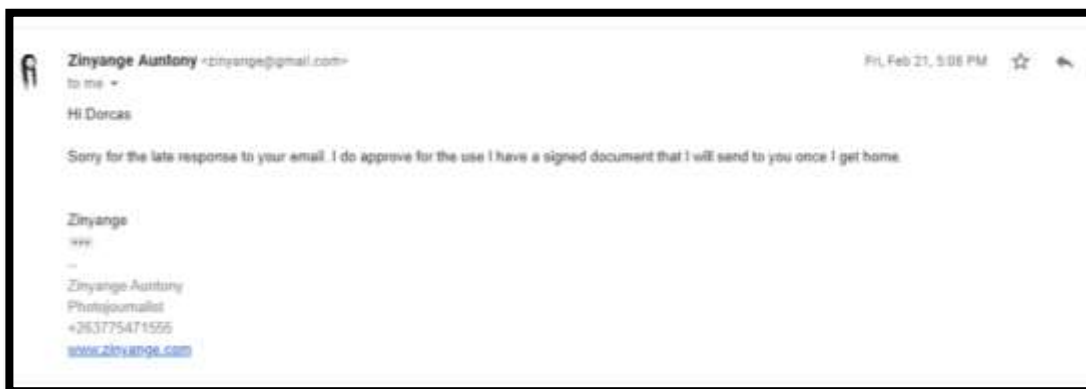 Zinyange Auntony <zinyange@gmail.com>
Fri, Feb 21, 5:08 PM
to me
Hi Dorcas
Sorry for the late response to your email. I do approve for the use I have a signed document that I will send to you once I get home.
Zinyange
--
Zinyange Auntony
Photojournalist
+263775471555
www.zinyange.com